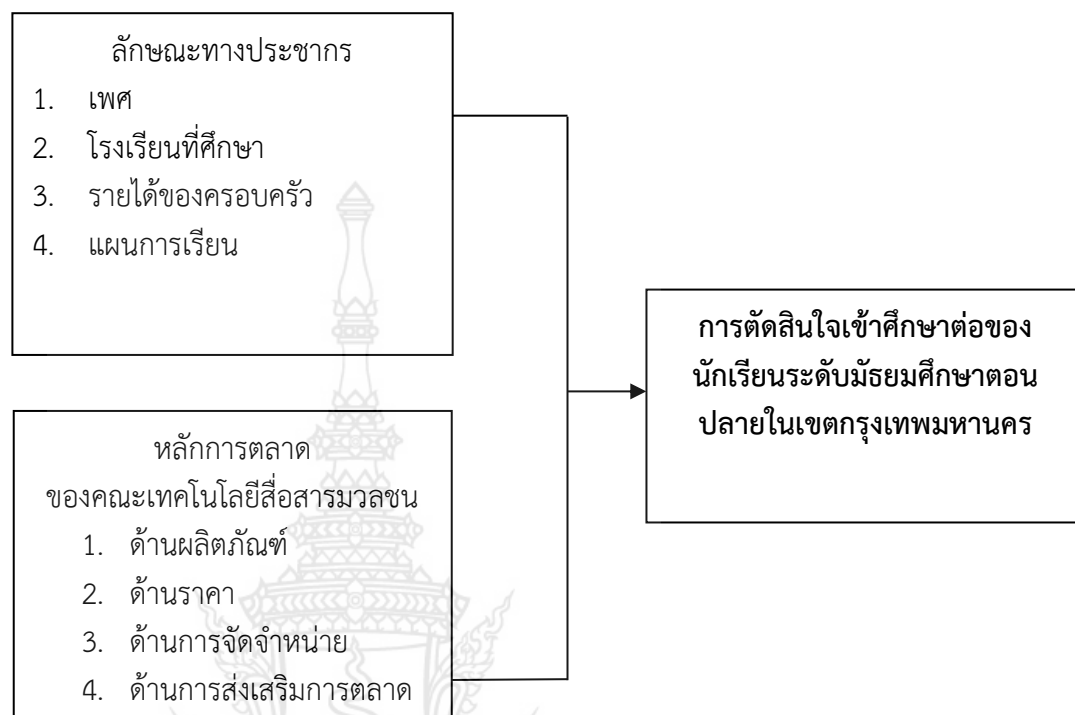 ลักษณะทางประชากร
1. เพศ
2. โรงเรียนที่ศึกษา
3. รายได้ของครอบครัว
4. แผนการเรียน
หลักการตลาด
ของคณะเทคโนโลยีสื่อสารมวลชน
1. ด้านผลิตภัณฑ์
2. ด้านราคา
3. ด้านการจัดจำหน่าย
4. ด้านการส่งเสริมการตลาด
การตัดสินใจเข้าศึกษาต่อของ
นักเรียนระดับมัธยมศึกษาตอน
ปลายในเขตกรุงเทพมหานคร